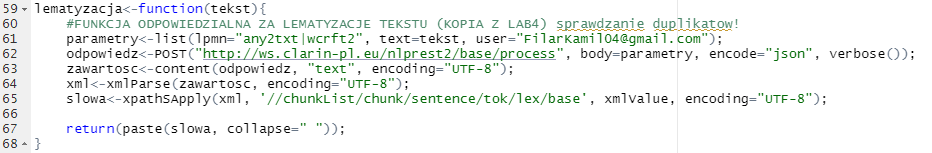 59 lematyzacja<-function(tekst){
60 #FUNKCJA ODPOWIEDZIALNA ZA LEMATYZACJE TEKSTU (KOPIA Z LAB4) sprawdzanie duplikatow!
61 parametry<-list(lpmn="any2txt|wcrft2", text=tekst, user="FilarKamil04@gmail.com");
62 odpowiedz<-POST("http://ws.clarin-pl.eu/nlprest2/base/process", body=parametry, encode="json", verbose());
63 zawartosc<-content(odpowiedz, "text", encoding="UTF-8");
64 xml<-xmlParse(zawartosc, encoding="UTF-8");
65 slowa<-xpathSApply(xml, '//chunkList/chunk/sentence/tok/lex/base', xmlValue, encoding="UTF-8");
66
67 return(paste(slowa, collapse=" "));
68 }